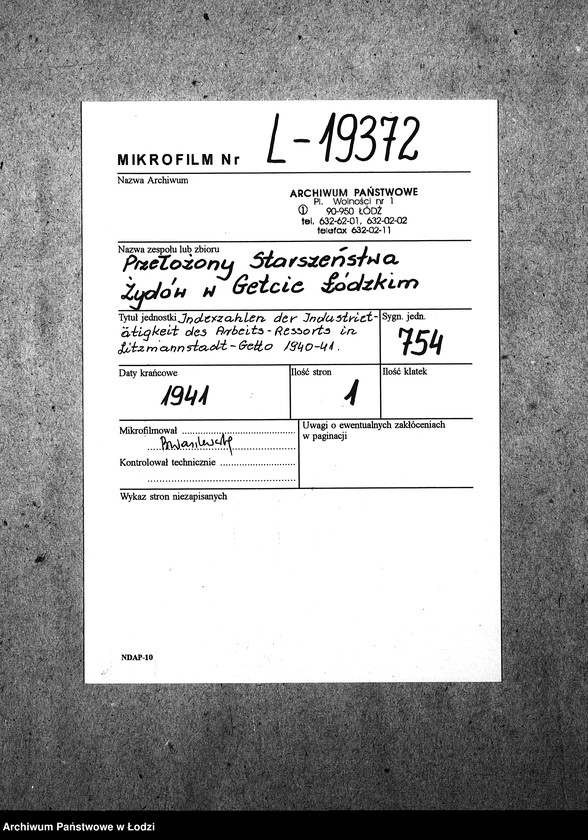 MIKROFILM Nr L-19372
Nazwa Archiwum
ARCHIWUM PAŃSTWOWE
Pl. Wolności nr 1
① 90-950 ŁÓDŹ
tel. 632-62-01, 632-02-02
telefax 632-02-11
Nazwa zespołu lub zbioru
Przełożony Starszeństwa
Żydów w Getcie Łódzkim
Tytuł jednostki Indexzahlen der Industriet-
ätigkeit des Arbeits-Ressorts in
Litzmannstadt-Getto 1940-41.
Sygn. jedn.
754
Daty krańcowe
1941
Ilość stron
1
Ilość klatek
Mikrofilmował
Kontrolował technicznie
Uwagi o ewentualnych zakłóceniach
w paginacji
Wykaz stron niezapisanych
NDAP-10
Archiwum Państwowe w Łodzi